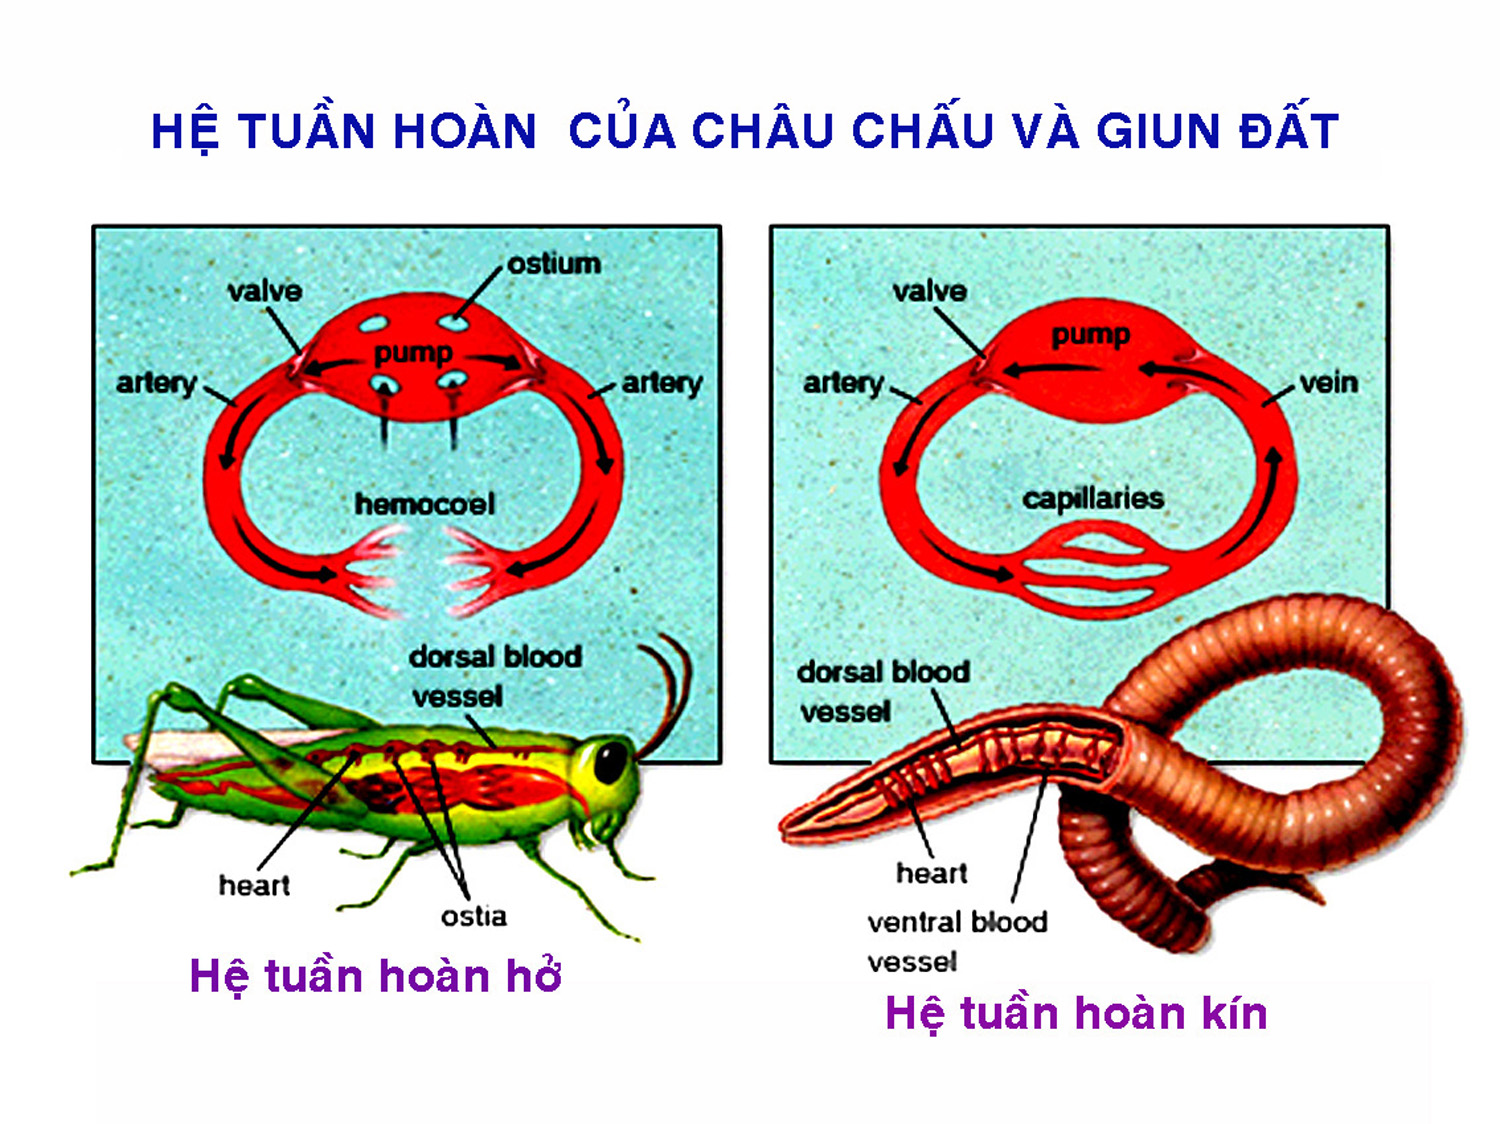 HỆ TUẦN HOÀN CỦA CHÂU CHẤU VÀ GIUN ĐẤT
ostium
valve
pump
artery
artery
hemocoel
dorsal blood
vessel
heart
ostia
Hệ tuần hoàn hở
valve
pump
artery
vein
capillaries
dorsal blood
vessel
heart
ventral blood
vessel
Hệ tuần hoàn kín